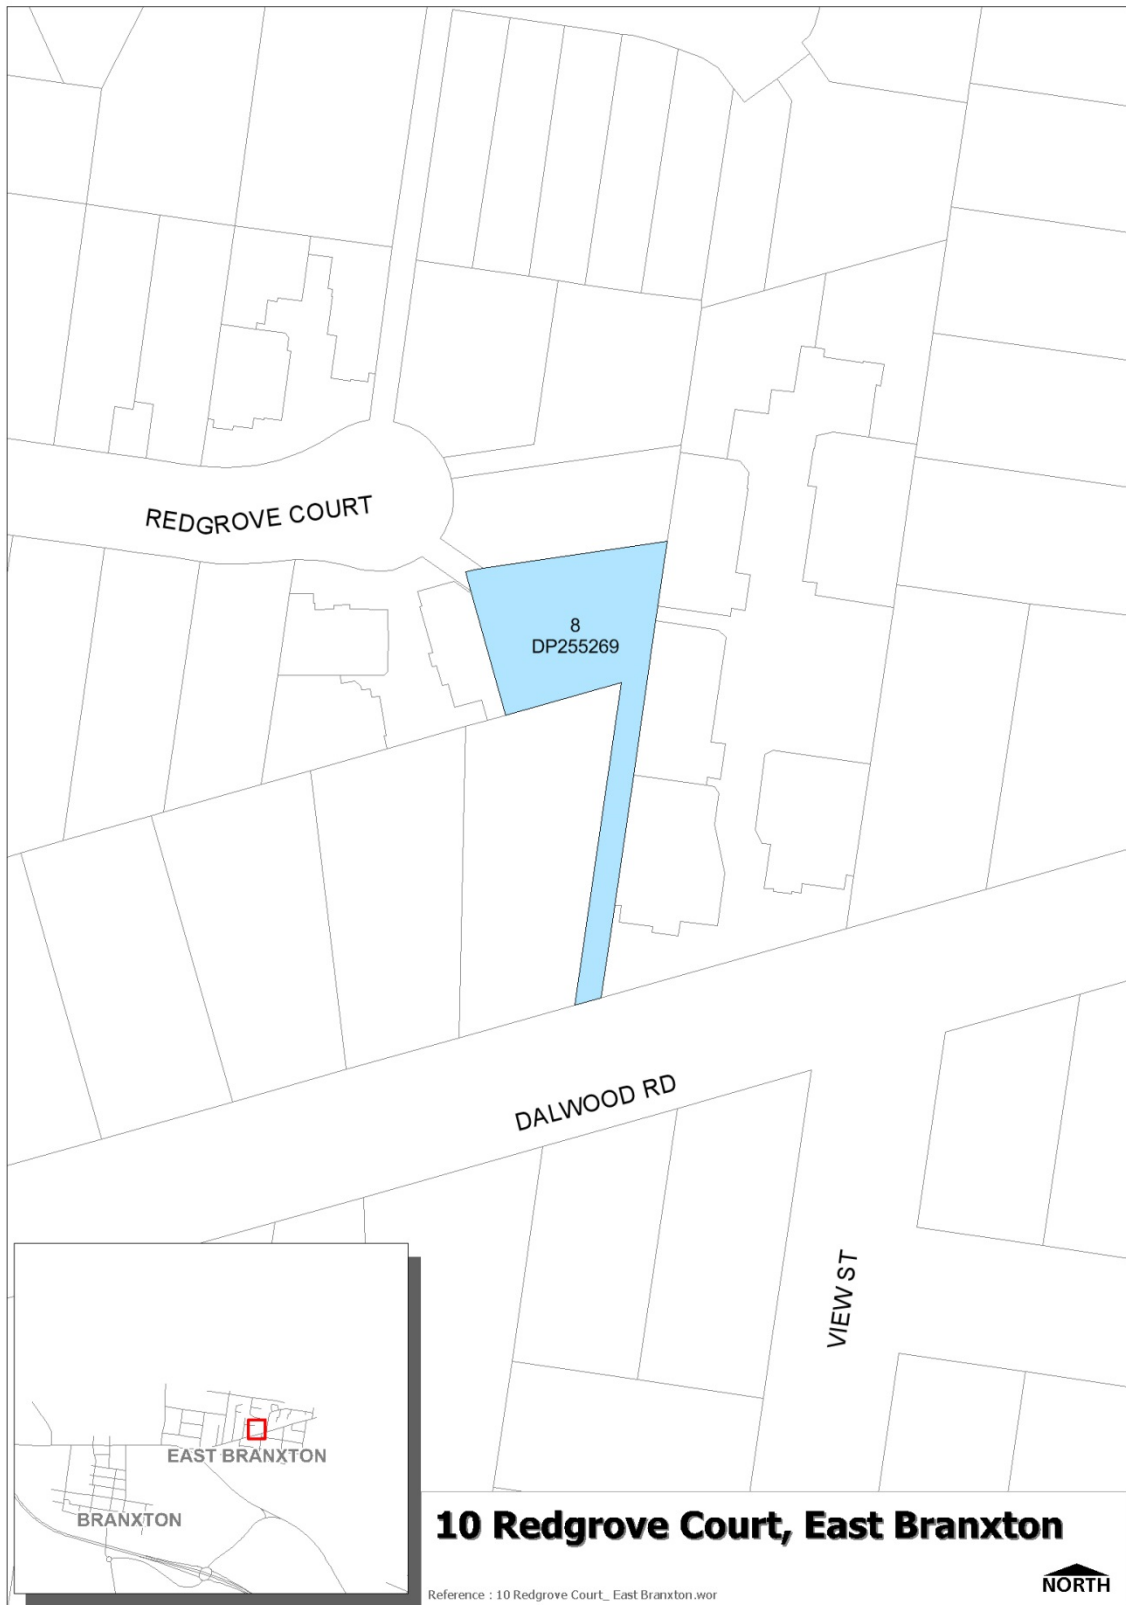 REDGROVE COURT
8
DP255269
DALWOOD RD
VIEW ST
EAST BRANXTON
BRANXTON
10 Redgrove Court, East Branxton
Reference : 10 Redgrove Court_ East Branxton.wor
NORTH